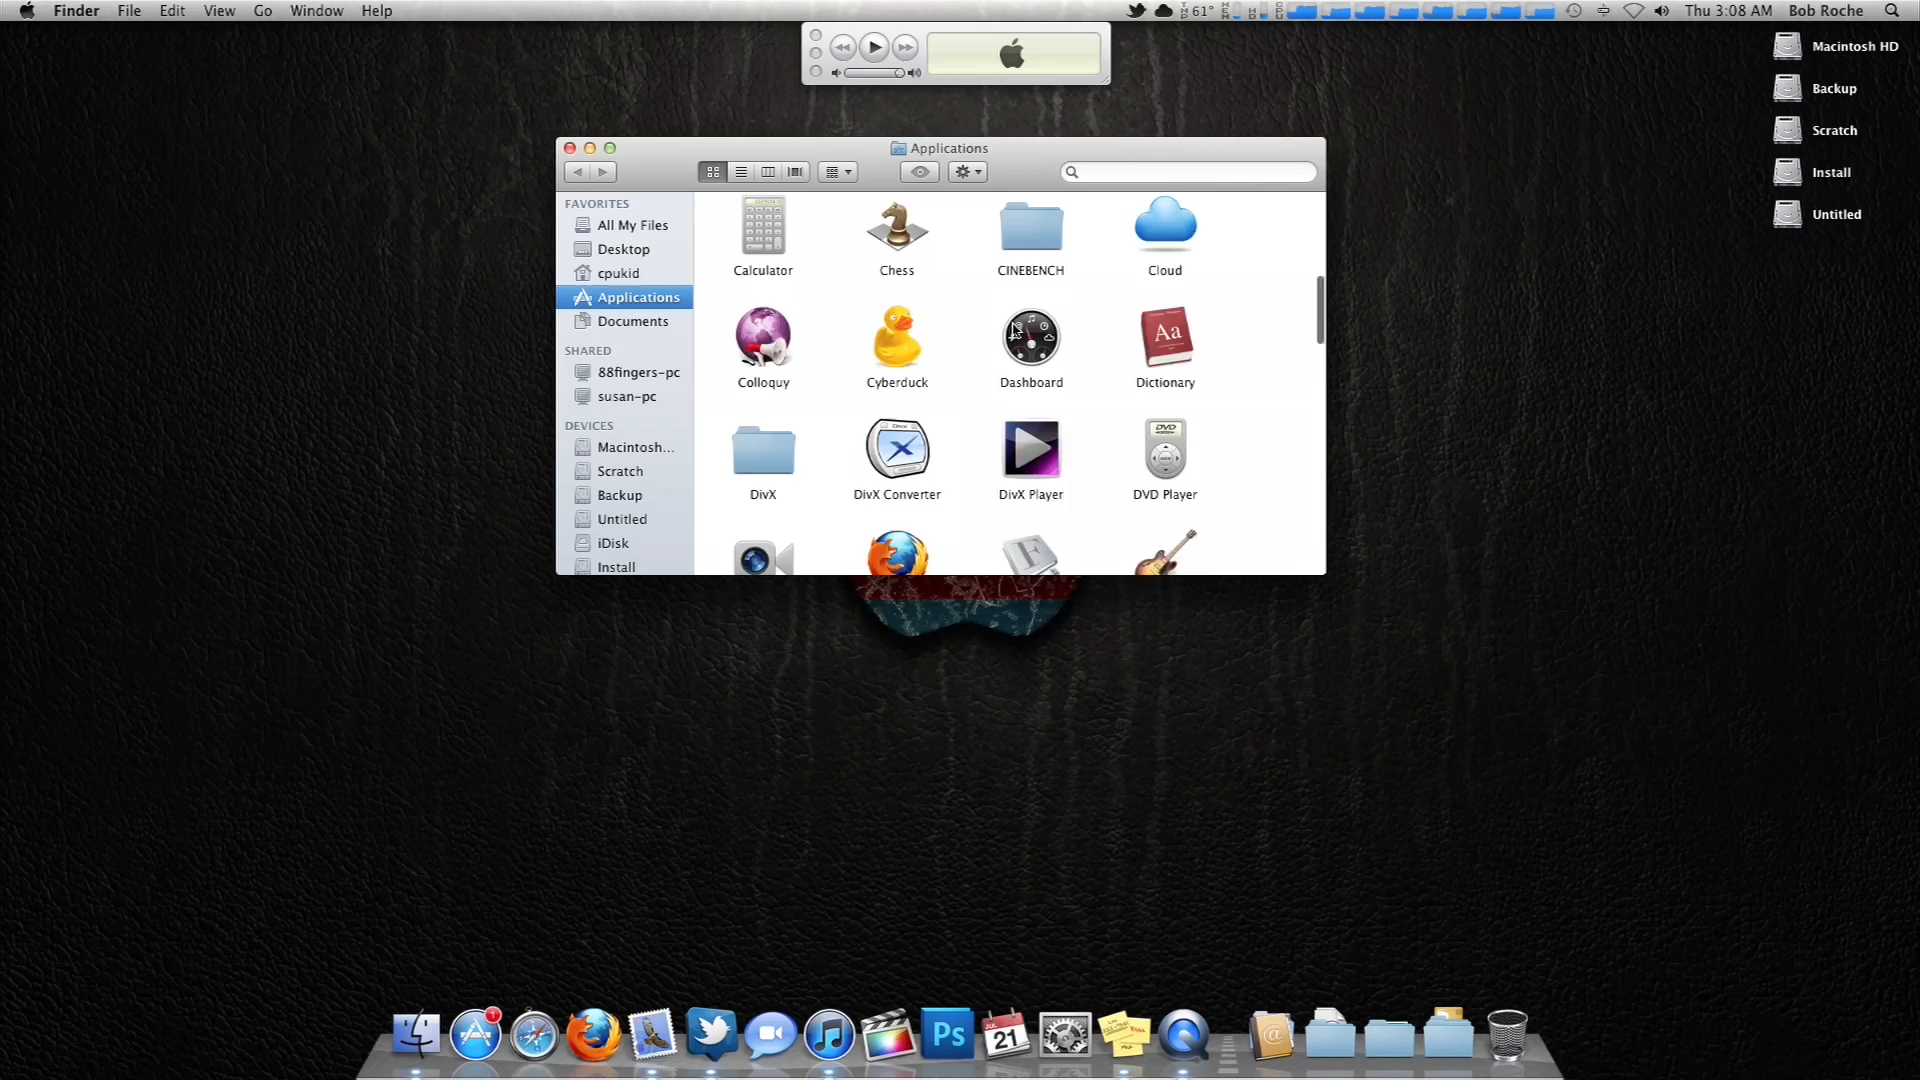 Finder File Edit View Go Window Help
61° Thu 3:08 AM Bob Roche
Macintosh HD
Backup
Scratch
Install
Untitled
Applications
FAVORITES
All My Files
Desktop
cpukid
Applications
Documents
SHARED
88fingers-pc
susan-pc
DEVICES
Macintosh...
Scratch
Backup
Untitled
iDisk
Install
Calculator Chess CINEBENCH Cloud
Aa
Colloquy Cyberduck Dashboard Dictionary
DivX DVD
DivX DivX Converter DivX Player DVD Player
F
1
JUL
21
Ps
@